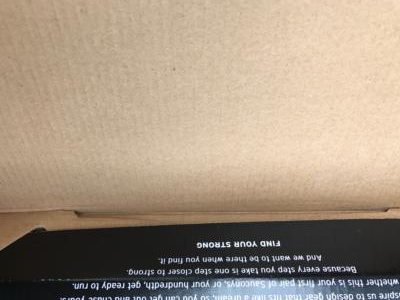 inspire us to design gear that fits like a dream, so you can get out and chase yours.
whether this is your first pair of Sauconys, or your hundredth, get ready to run.
Because every step you take is one step closer to strong.
And we want to be there when you find it.
FIND YOUR STRONG